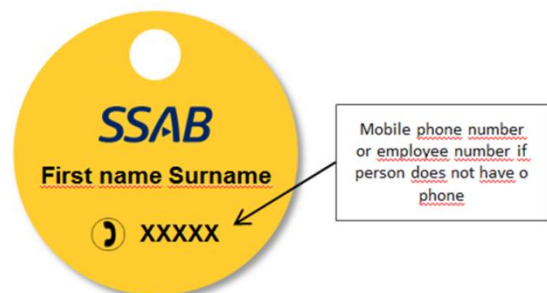 SSAB
First name Surname
XXXXX
Mobile phone number
or employee number if
person does not have o
phone